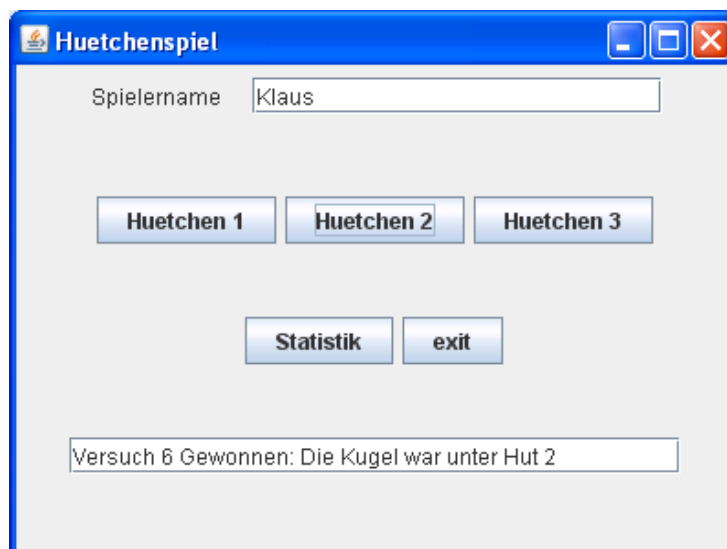 Huetchenspiel
Spielername Klaus
Huetchen 1 Huetchen 2 Huetchen 3
Statistik exit
Versuch 6 Gewonnen: Die Kugel war unter Hut 2